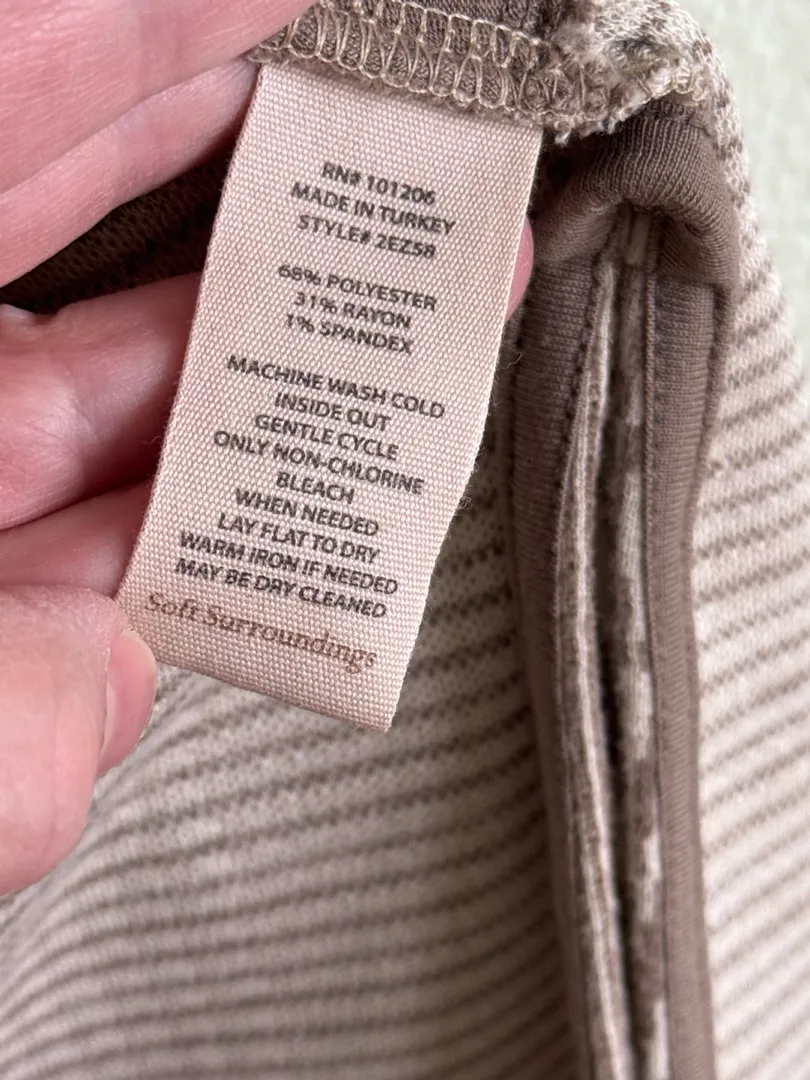 RN# 101206
MADE IN TURKEY
STYLE# 2EZ58
68% POLYESTER
31% RAYON
1% SPANDEX
MACHINE WASH COLD
INSIDE OUT
GENTLE CYCLE
ONLY NON-CHLORINE
BLEACH
WHEN NEEDED
LAY FLAT TO DRY
WARM IRON IF NEEDED
MAY BE DRY CLEANED
Soft Surroundings